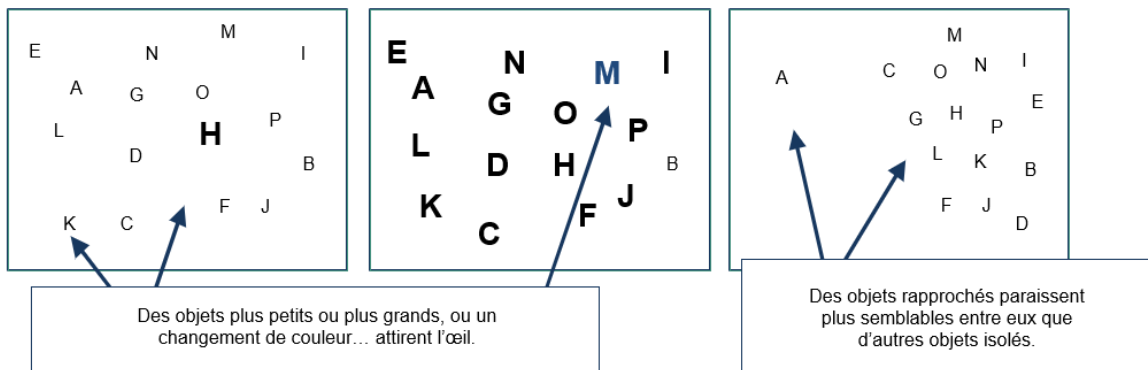 E
N
M
I
A
G
O
L
D
H
P
B
K
C
F
J
E
N
M
I
A
G
O
P
L
D
H
B
K
C
F
J
A
C
O
M
N
I
G
H
P
E
L
K
B
F
J
D
Des objets plus petits ou plus grands, ou un
changement de couleur… attirent l’œil.
Des objets rapprochés paraissent
plus semblables entre eux que
d’autres objets isolés.